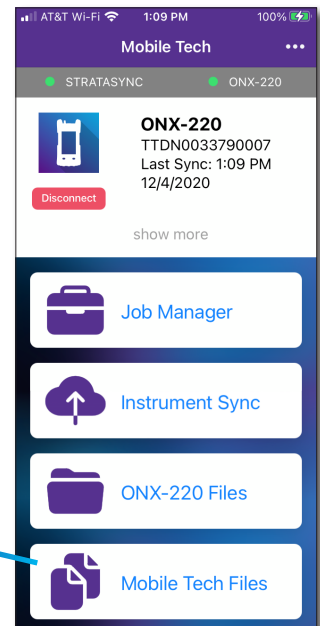 AT&T Wi-Fi 1:09 PM 100%
Mobile Tech
STRATASYNC ONX-220
ONX-220
TTDN0033790007
Last Sync: 1:09 PM
12/4/2020
Disconnect
show more
Job Manager
Instrument Sync
ONX-220 Files
Mobile Tech Files